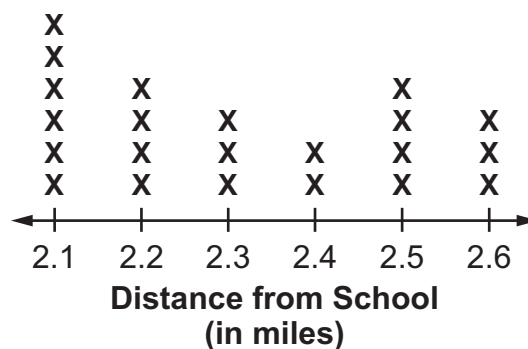 X
X
X X X
X X X X X
X X X X X X
X X X X X X
2.1 2.2 2.3 2.4 2.5 2.6
Distance from School
(in miles)